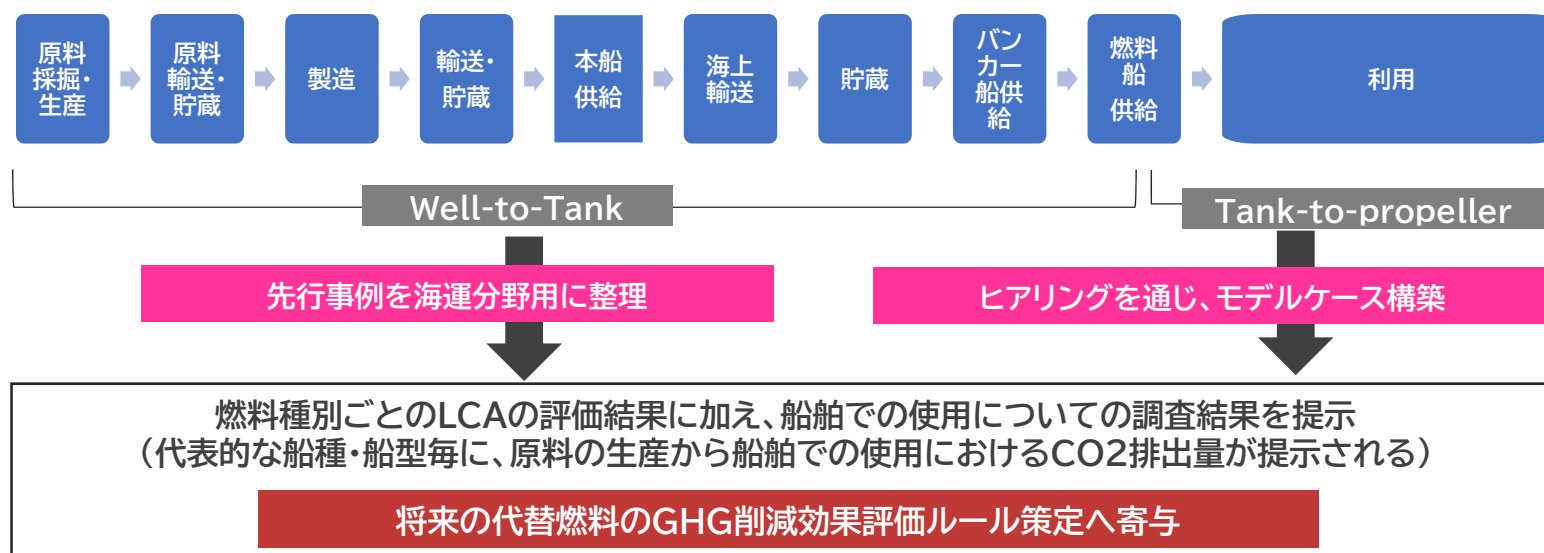 原料
採掘・
生産
原料
輸送・
貯蔵
製造
輸送・
貯蔵
本船
供給
海上
輸送
貯蔵
バン
カー
船供
給
燃料
船
供給
利用
Well-to-Tank
Tank-to-propeller
先行事例を海運分野用に整理
ヒアリングを通じ、モデルケース構築
燃料種別ごとのLCAの評価結果に加え、船舶での使用についての調査結果を提示
（代表的な船種・船型毎に、原料の生産から船舶での使用におけるCO2排出量が提示される）
将来の代替燃料のGHG削減効果評価ルール策定へ寄与